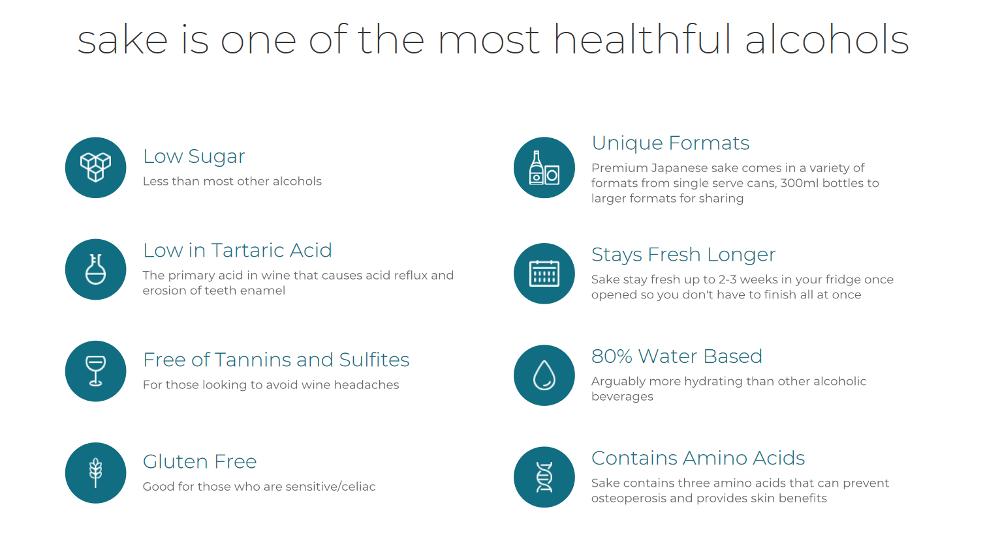 sake is one of the most healthful alcohols
Low Sugar
Less than most other alcohols
Low in Tartaric Acid
The primary acid in wine that causes acid reflux and
erosion of teeth enamel
Free of Tannins and Sulfites
For those looking to avoid wine headaches
Gluten Free
Good for those who are sensitive/celiac
Unique Formats
Premium Japanese sake comes in a variety of
formats from single serve cans, 300ml bottles to
larger formats for sharing
Stays Fresh Longer
Sake stay fresh up to 2-3 weeks in your fridge once
opened so you don't have to finish all at once
80% Water Based
Arguably more hydrating than other alcoholic
beverages
Contains Amino Acids
Sake contains three amino acids that can prevent
osteoperosis and provides skin benefits